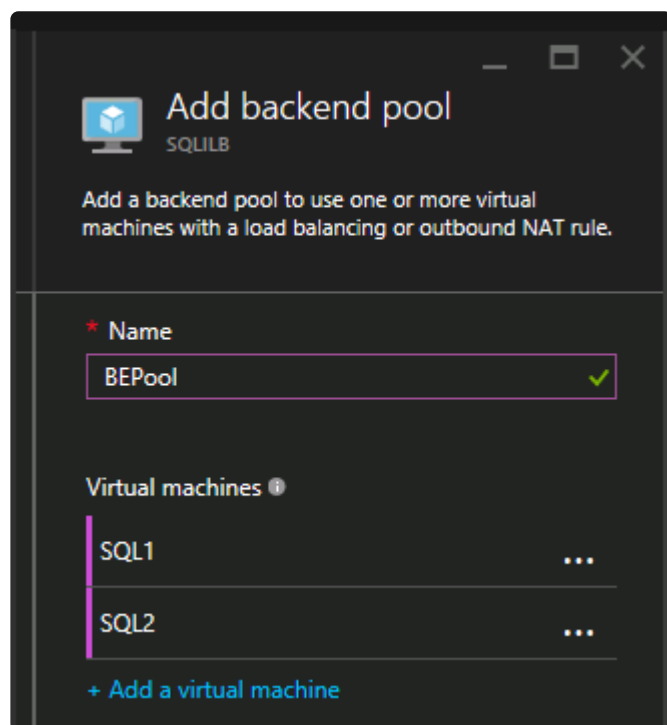 Add backend pool
SQLILB
Add a backend pool to use one or more virtual
machines with a load balancing or outbound NAT rule.
* Name
BEPool
Virtual machines
SQL1
...
SQL2
...
+ Add a virtual machine